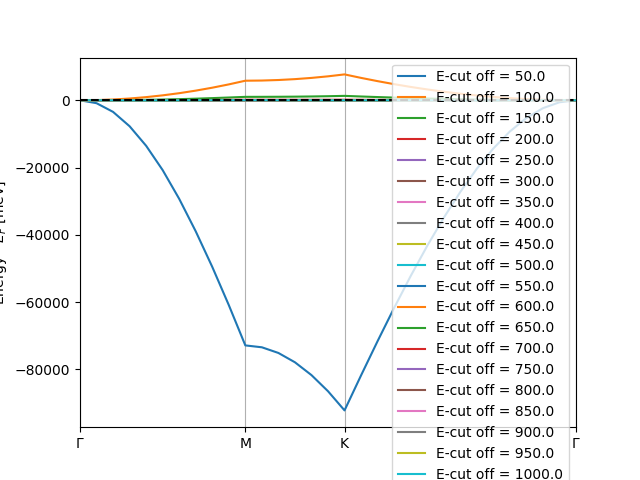 0
−20000
−40000
−60000
−80000
Γ
M
K
Γ
E-cut off = 50.0
E-cut off = 100.0
E-cut off = 150.0
E-cut off = 200.0
E-cut off = 250.0
E-cut off = 300.0
E-cut off = 350.0
E-cut off = 400.0
E-cut off = 450.0
E-cut off = 500.0
E-cut off = 550.0
E-cut off = 600.0
E-cut off = 650.0
E-cut off = 700.0
E-cut off = 750.0
E-cut off = 800.0
E-cut off = 850.0
E-cut off = 900.0
E-cut off = 950.0
E-cut off = 1000.0